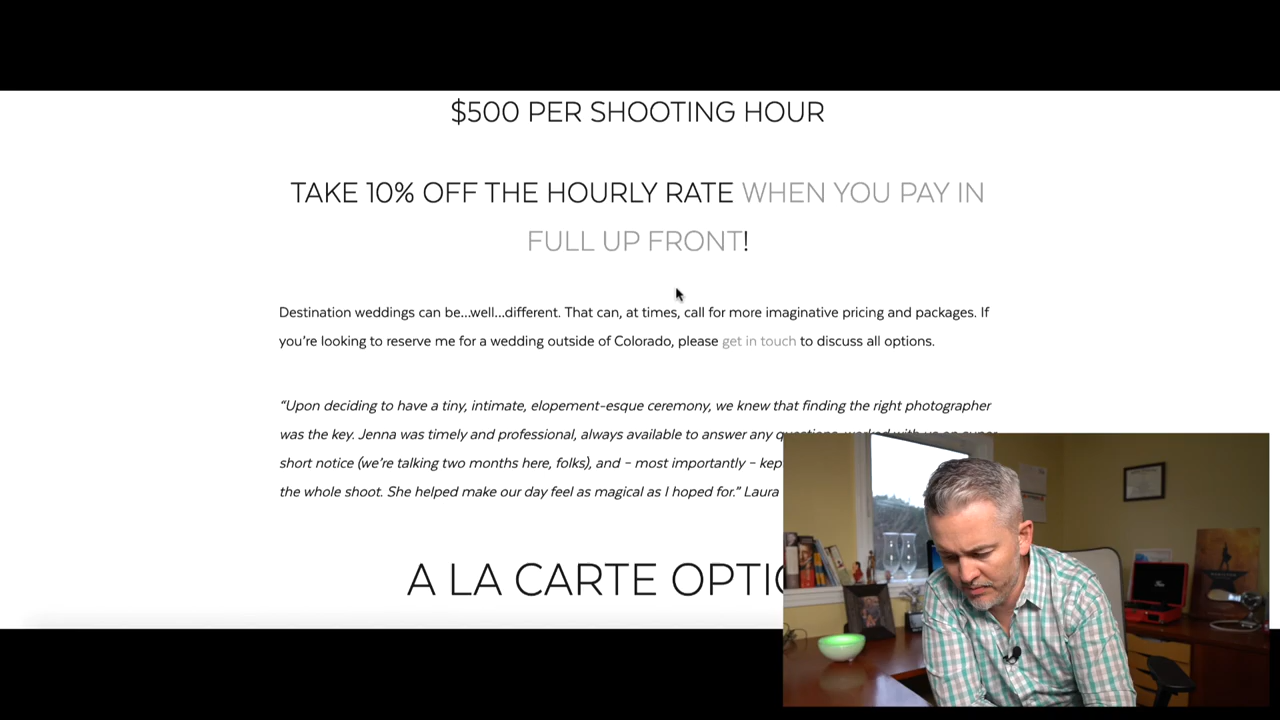 $500 PER SHOOTING HOUR
TAKE 10% OFF THE HOURLY RATE WHEN YOU PAY IN
FULL UP FRONT!
Destination weddings can be...well...different. That can, at times, call for more imaginative pricing and packages. If
you're looking to reserve me for a wedding outside of Colorado, please get in touch to discuss all options.
“Upon deciding to have a tiny, intimate, elopement-esque ceremony, we knew that finding the right photographer
was the key. Jenna was timely and professional, always available to answer any
short notice (we're talking two months here, folks), and – most importantly – kep
the whole shoot. She helped make our day feel as magical as I hoped for.” Laura
A LA CARTE OPTI